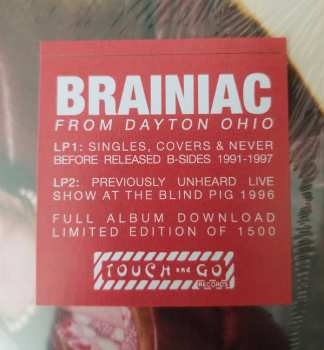 BRAINIAC
FROM DAYTON OHIO
LP1: SINGLES, COVERS & NEVER
BEFORE RELEASED B-SIDES 1991-1997
LP2: PREVIOUSLY UNHEARD LIVE
SHOW AT THE BLIND PIG 1996
FULL ALBUM DOWNLOAD
LIMITED EDITION OF 1500
TOUCH and GO
RECORDS